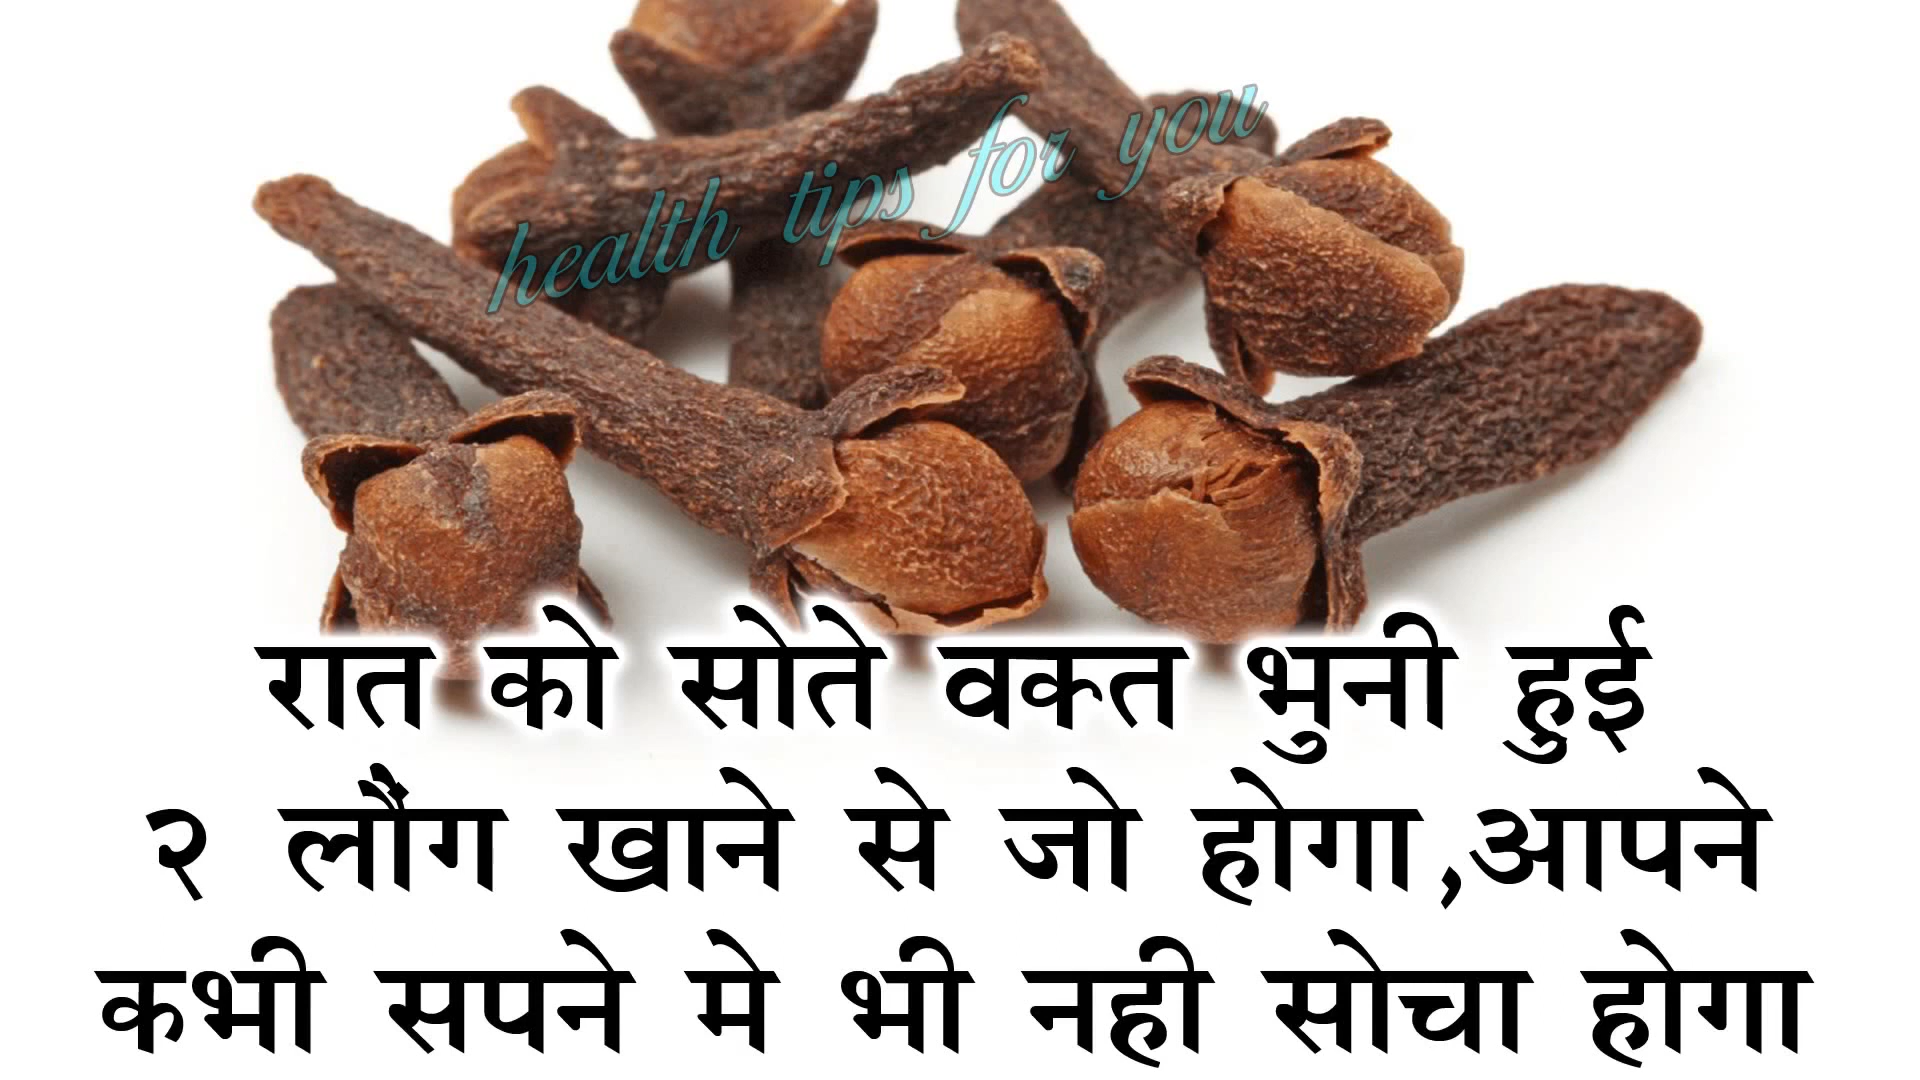 health tips for you
रात को सोते वक्त भुनी हुई
२ लौंग खाने से जो होगा,आपने
कभी सपने मे भी नही सोचा होगा